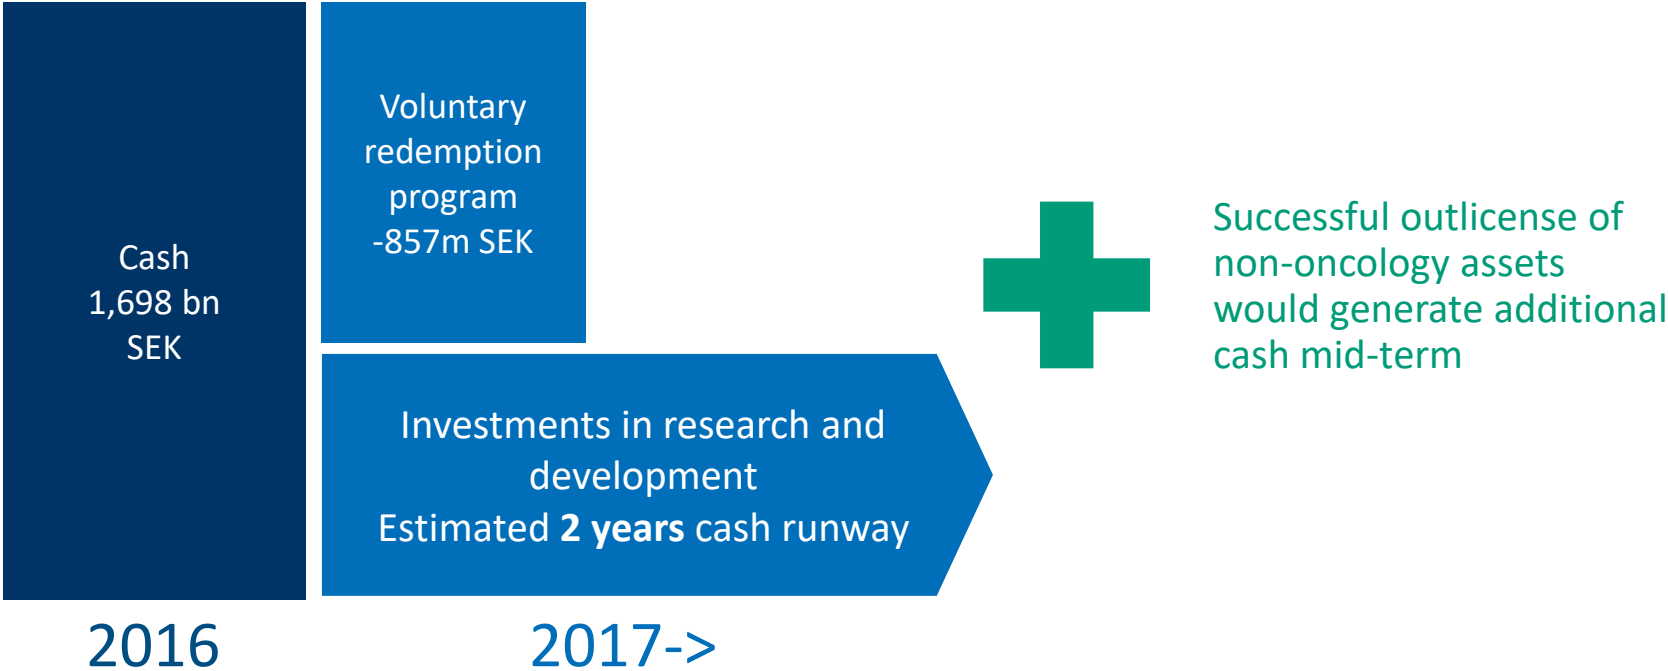 Cash
1,698 bn
SEK
Voluntary
redemption
program
-857m SEK
Investments in research and
development
Estimated 2 years cash runway
Successful outlicense of
non-oncology assets
would generate additional
cash mid-term
2016
2017->